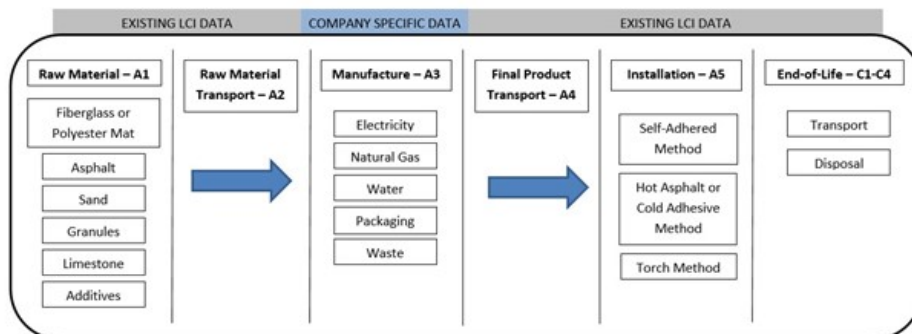 EXISTING LCI DATA
COMPANY SPECIFIC DATA
EXISTING LCI DATA
Raw Material – A1
Fiberglass or
Polyester Mat
Asphalt
Sand
Granules
Limestone
Additives
Raw Material
Transport – A2
Manufacture – A3
Electricity
Natural Gas
Water
Packaging
Waste
Final Product
Transport – A4
Installation – A5
Self-Adhered
Method
Hot Asphalt or
Cold Adhesive
Method
Torch Method
End-of-Life – C1-C4
Transport
Disposal